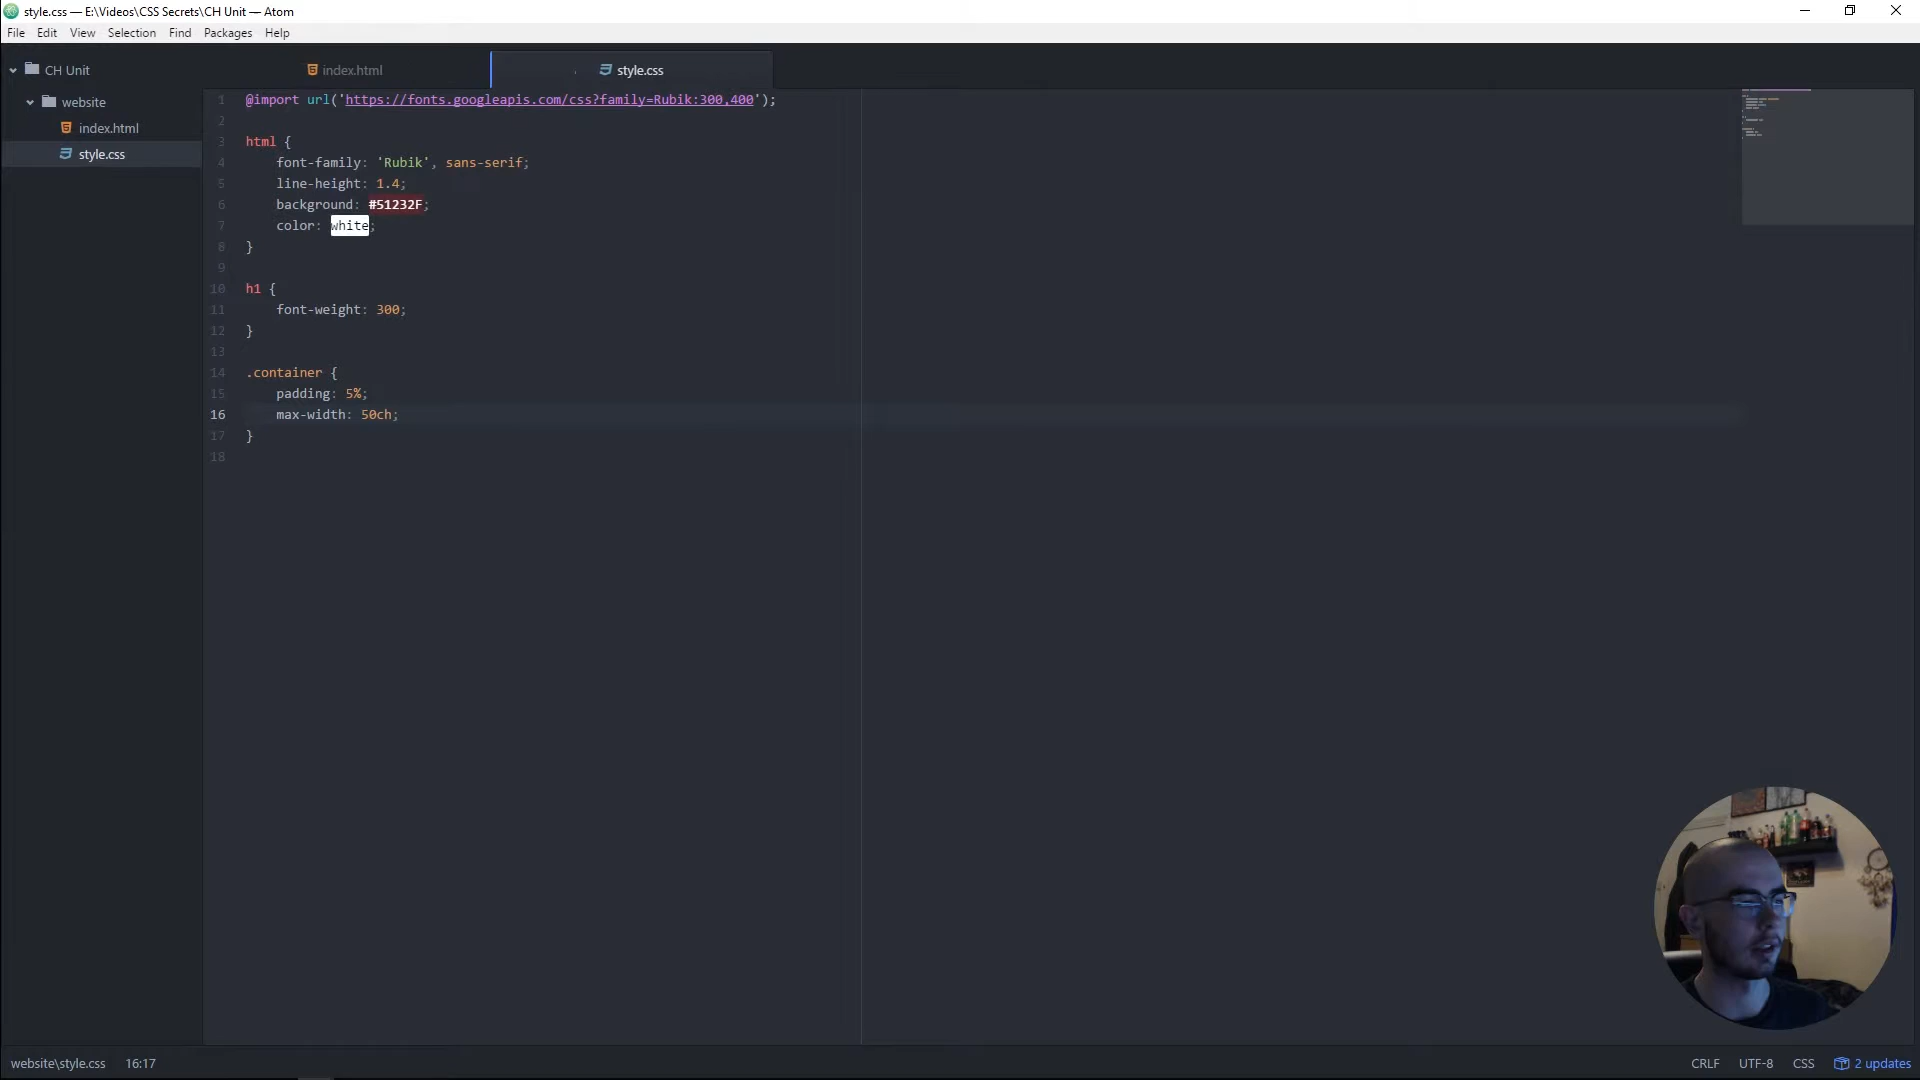 style.css — E:\Videos\CSS Secrets\CH Unit — Atom
File Edit View Selection Find Packages Help
CH Unit
website
index.html
style.css
index.html
style.css
1 @import url('https://fonts.googleapis.com/css?family=Rubik:300,400');
2
3 html {
4 font-family: 'Rubik', sans-serif;
5 line-height: 1.4;
6 background: #51232F;
7 color: white;
8 }
9
10 h1 {
11 font-weight: 300;
12 }
13
14 .container {
15 padding: 5%;
16 max-width: 50ch;
17 }
18
website\style.css 16:17 CRLF UTF-8 CSS 2 updates